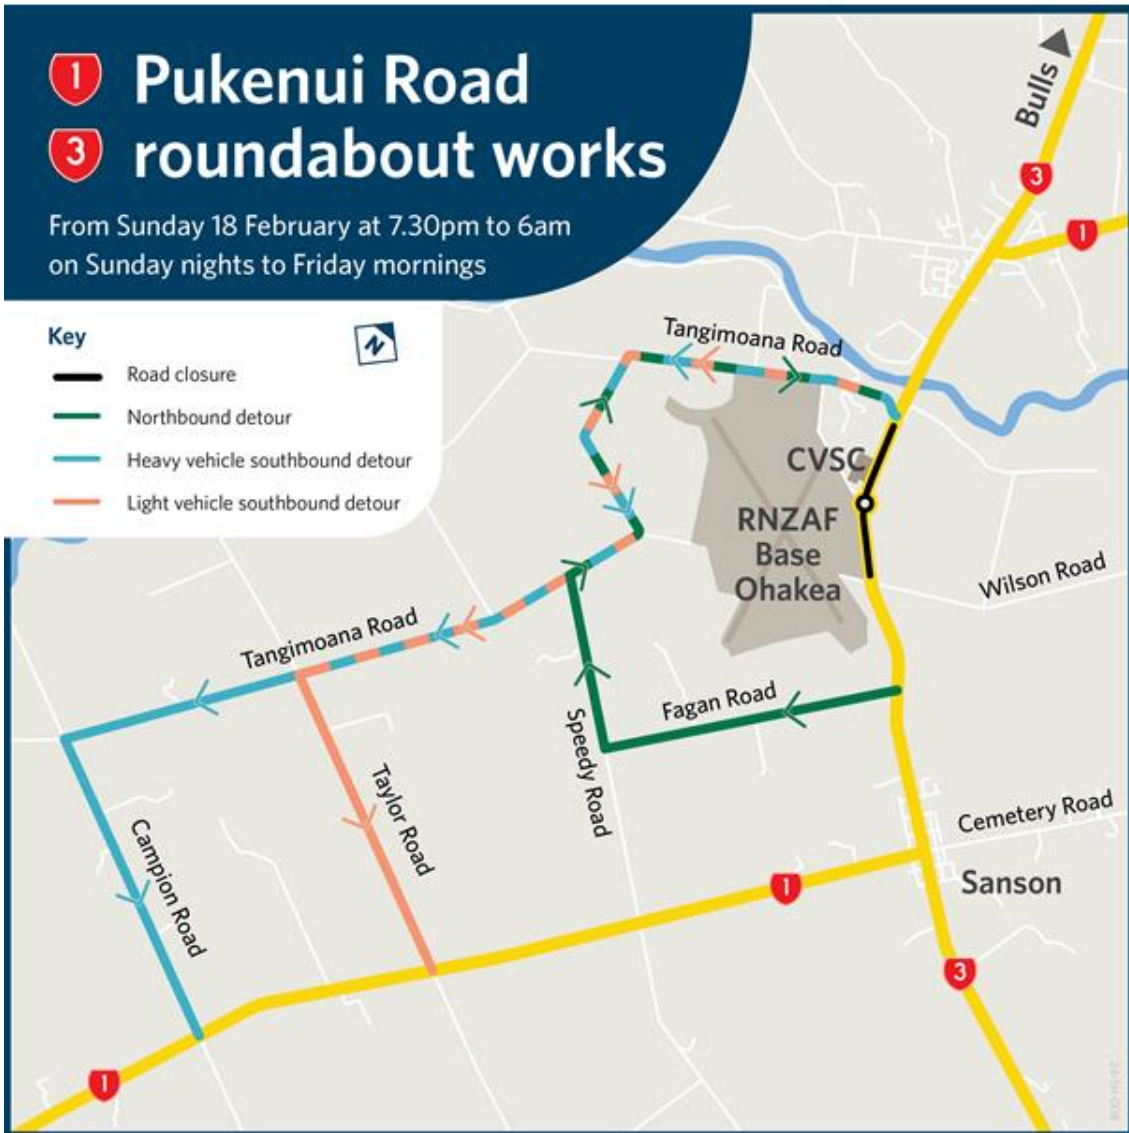 1 Pukenui Road
3 roundabout works
From Sunday 18 February at 7.30pm to 6am
on Sunday nights to Friday mornings
Key
N
Road closure
Northbound detour
Heavy vehicle southbound detour
Light vehicle southbound detour
Bulls
3
1
Tangimoana Road
CVSC
RNZAF
Base
Ohakea
Wilson Road
Tangimoana Road
Fagan Road
Speedy Road
Taylor Road
Campion Road
Cemetery Road
Sanson
1
3
1